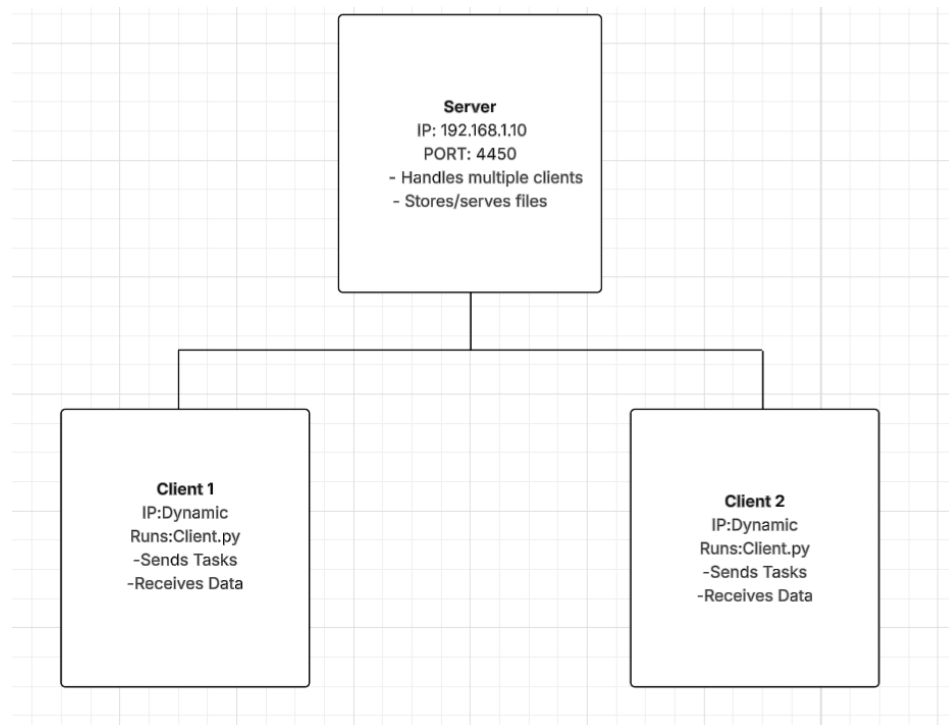 Server
IP: 192.168.1.10
PORT: 4450
- Handles multiple clients
- Stores/serves files
Client 1
IP:Dynamic
Runs:Client.py
-Sends Tasks
-Receives Data
Client 2
IP:Dynamic
Runs:Client.py
-Sends Tasks
-Receives Data